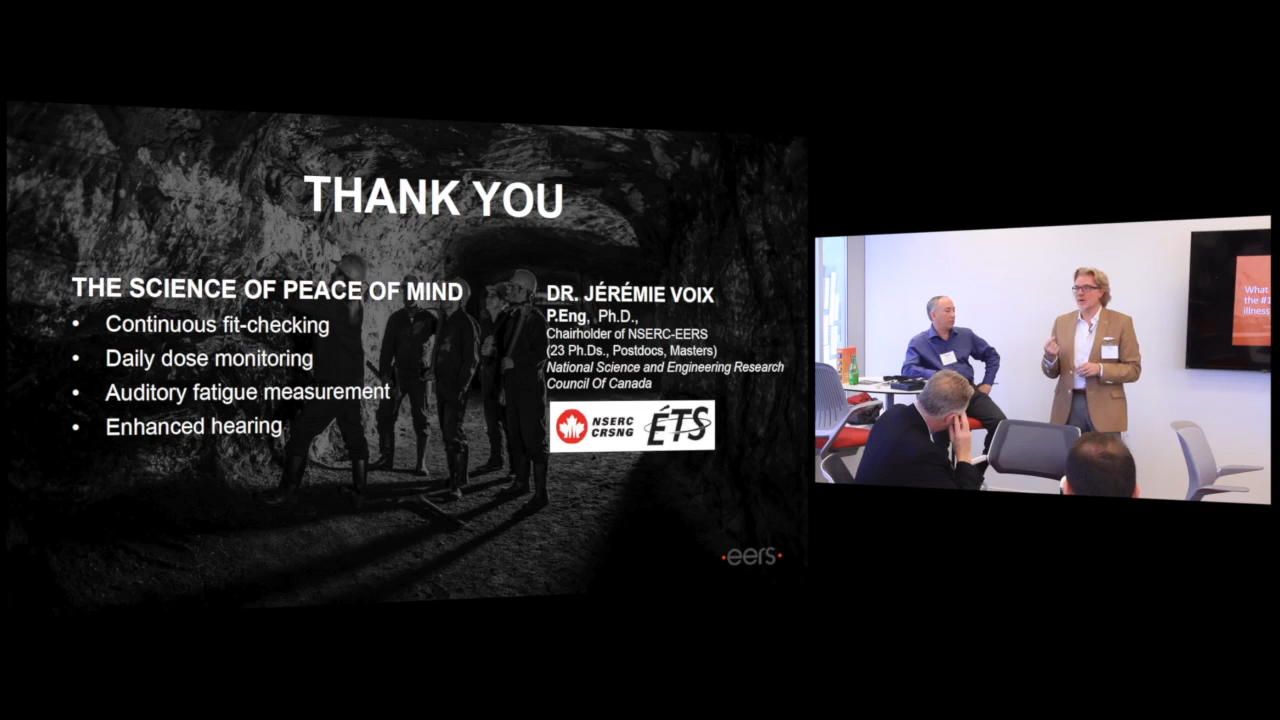 THANK YOU
THE SCIENCE OF PEACE OF MIND
• Continuous fit-checking
• Daily dose monitoring
• Auditory fatigue measurement
• Enhanced hearing
DR. JÉRÉMIE VOIX
P.Eng, Ph.D.,
Chairholder of NSERC-EERS
(23 Ph.Ds., Postdocs, Masters)
National Science and Engineering Research
Council Of Canada
NSERC
CRSNG
ÉTS
·eers·
What
the #1
illness